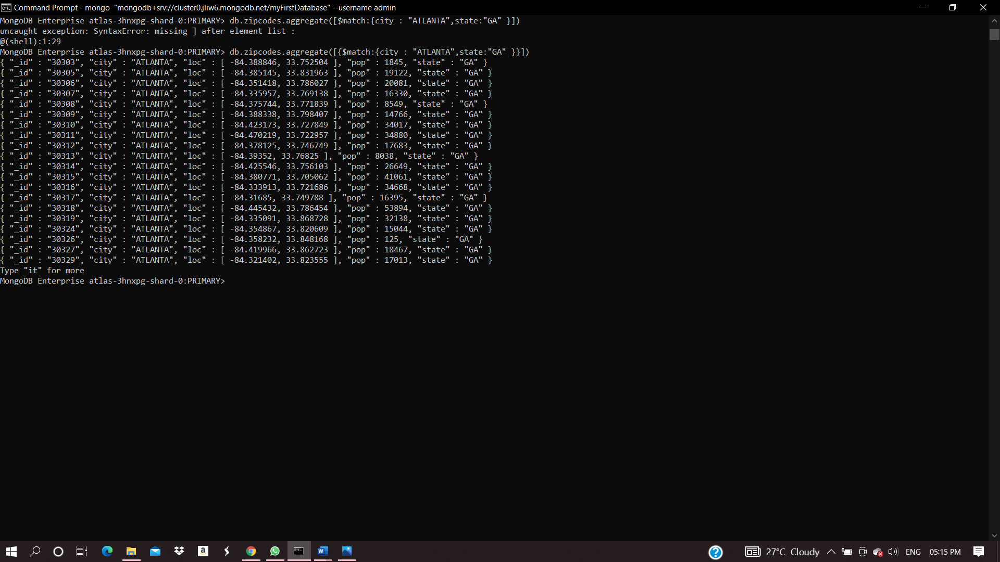 Command Prompt - mongo  "mongodb+srv://cluster0.jliw6.mongodb.net/myFirstDatabase" --username admin
MongoDB Enterprise atlas-3hnxpg-shard-0:PRIMARY> db.zipcodes.aggregate([$match:{city : "ATLANTA",state:"GA" }])
uncaught exception: SyntaxError: missing ] after element list :
@(shell):1:29
MongoDB Enterprise atlas-3hnxpg-shard-0:PRIMARY> db.zipcodes.aggregate([{$match:{city : "ATLANTA",state:"GA" }}])
{ "_id" : "30303", "city" : "ATLANTA", "loc" : [ -84.388846, 33.752504 ], "pop" : 1845, "state" : "GA" }
{ "_id" : "30305", "city" : "ATLANTA", "loc" : [ -84.385145, 33.831963 ], "pop" : 19122, "state" : "GA" }
{ "_id" : "30306", "city" : "ATLANTA", "loc" : [ -84.351418, 33.786027 ], "pop" : 20081, "state" : "GA" }
{ "_id" : "30307", "city" : "ATLANTA", "loc" : [ -84.335957, 33.769138 ], "pop" : 16330, "state" : "GA" }
{ "_id" : "30308", "city" : "ATLANTA", "loc" : [ -84.375744, 33.771839 ], "pop" : 8549, "state" : "GA" }
{ "_id" : "30309", "city" : "ATLANTA", "loc" : [ -84.388338, 33.798407 ], "pop" : 14766, "state" : "GA" }
{ "_id" : "30310", "city" : "ATLANTA", "loc" : [ -84.423173, 33.727849 ], "pop" : 34017, "state" : "GA" }
{ "_id" : "30311", "city" : "ATLANTA", "loc" : [ -84.470219, 33.722957 ], "pop" : 34880, "state" : "GA" }
{ "_id" : "30312", "city" : "ATLANTA", "loc" : [ -84.378125, 33.746749 ], "pop" : 17683, "state" : "GA" }
{ "_id" : "30313", "city" : "ATLANTA", "loc" : [ -84.39352, 33.76825 ], "pop" : 8038, "state" : "GA" }
{ "_id" : "30314", "city" : "ATLANTA", "loc" : [ -84.425546, 33.756103 ], "pop" : 26649, "state" : "GA" }
{ "_id" : "30315", "city" : "ATLANTA", "loc" : [ -84.380771, 33.705062 ], "pop" : 41061, "state" : "GA" }
{ "_id" : "30316", "city" : "ATLANTA", "loc" : [ -84.333913, 33.721686 ], "pop" : 34668, "state" : "GA" }
{ "_id" : "30317", "city" : "ATLANTA", "loc" : [ -84.31685, 33.749788 ], "pop" : 16395, "state" : "GA" }
{ "_id" : "30318", "city" : "ATLANTA", "loc" : [ -84.445432, 33.786454 ], "pop" : 53894, "state" : "GA" }
{ "_id" : "30319", "city" : "ATLANTA", "loc" : [ -84.335091, 33.868728 ], "pop" : 32138, "state" : "GA" }
{ "_id" : "30324", "city" : "ATLANTA", "loc" : [ -84.354867, 33.820609 ], "pop" : 15044, "state" : "GA" }
{ "_id" : "30326", "city" : "ATLANTA", "loc" : [ -84.358232, 33.848168 ], "pop" : 125, "state" : "GA" }
{ "_id" : "30327", "city" : "ATLANTA", "loc" : [ -84.419966, 33.862723 ], "pop" : 18467, "state" : "GA" }
{ "_id" : "30329", "city" : "ATLANTA", "loc" : [ -84.321402, 33.823555 ], "pop" : 17013, "state" : "GA" }
Type "it" for more
MongoDB Enterprise atlas-3hnxpg-shard-0:PRIMARY>
27°C Cloudy ENG 05:15 PM